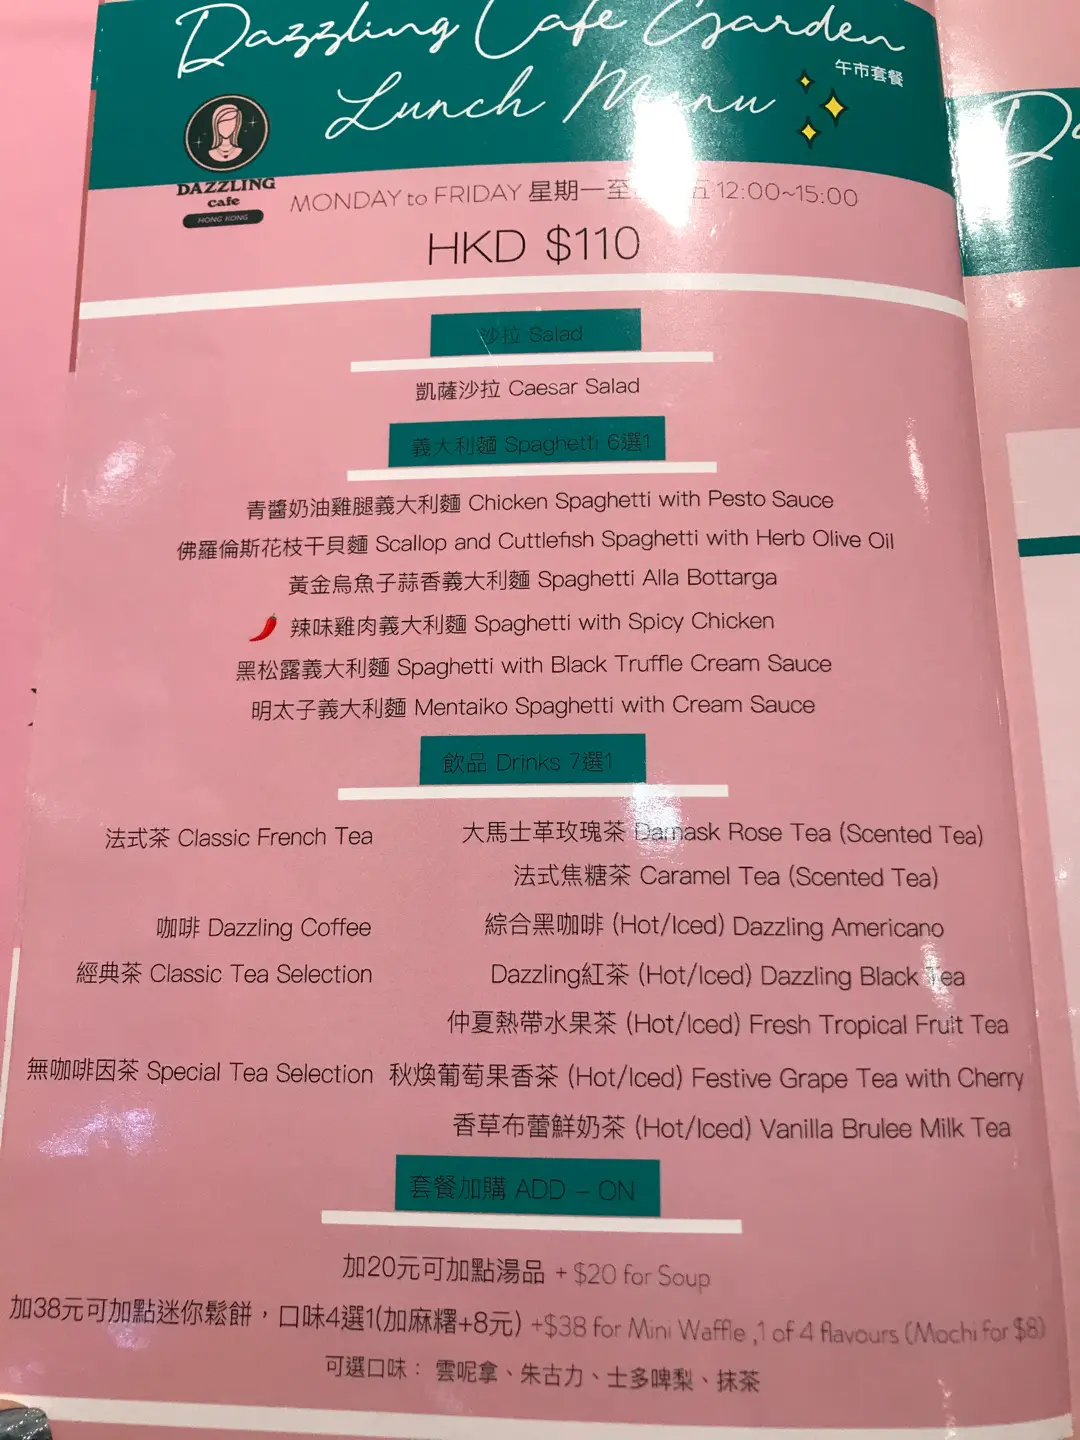 Dazzling Cafe Garden
午市套餐
Lunch Menu
DAZZLING
cafe
HONG KONG
MONDAY to FRIDAY 星期一至 五 12:00~15:00
HKD $110
沙拉 Salad
凱薩沙拉 Caesar Salad
義大利麵 Spaghetti 6選1
青醬奶油雞腿義大利麵 Chicken Spaghetti with Pesto Sauce
佛羅倫斯花枝干貝麵 Scallop and Cuttlefish Spaghetti with Herb Olive Oil
黃金烏魚子蒜香義大利麵 Spaghetti Alla Bottarga
辣味雞肉義大利麵 Spaghetti with Spicy Chicken
黑松露義大利麵 Spaghetti with Black Truffle Cream Sauce
明太子義大利麵 Mentaiko Spaghetti with Cream Sauce
飲品 Drinks 7選1
法式茶 Classic French Tea
大馬士革玫瑰茶 Damask Rose Tea (Scented Tea)
法式焦糖茶 Caramel Tea (Scented Tea)
咖啡 Dazzling Coffee
綜合黑咖啡 (Hot/Iced) Dazzling Americano
經典茶 Classic Tea Selection
Dazzling紅茶 (Hot/Iced) Dazzling Black Tea
仲夏熱帶水果茶 (Hot/Iced) Fresh Tropical Fruit Tea
無咖啡因茶 Special Tea Selection
秋煥葡萄果香茶 (Hot/Iced) Festive Grape Tea with Cherry
香草布蕾鮮奶茶 (Hot/Iced) Vanilla Brulee Milk Tea
套餐加購 ADD - ON
加20元可加點湯品 + $20 for Soup
加38元可加點迷你鬆餅，口味4選1(加麻糬+8元) +$38 for Mini Waffle ,1 of 4 flavours (Mochi for $8)
可選口味： 雲呢拿、朱古力、士多啤梨、抹茶